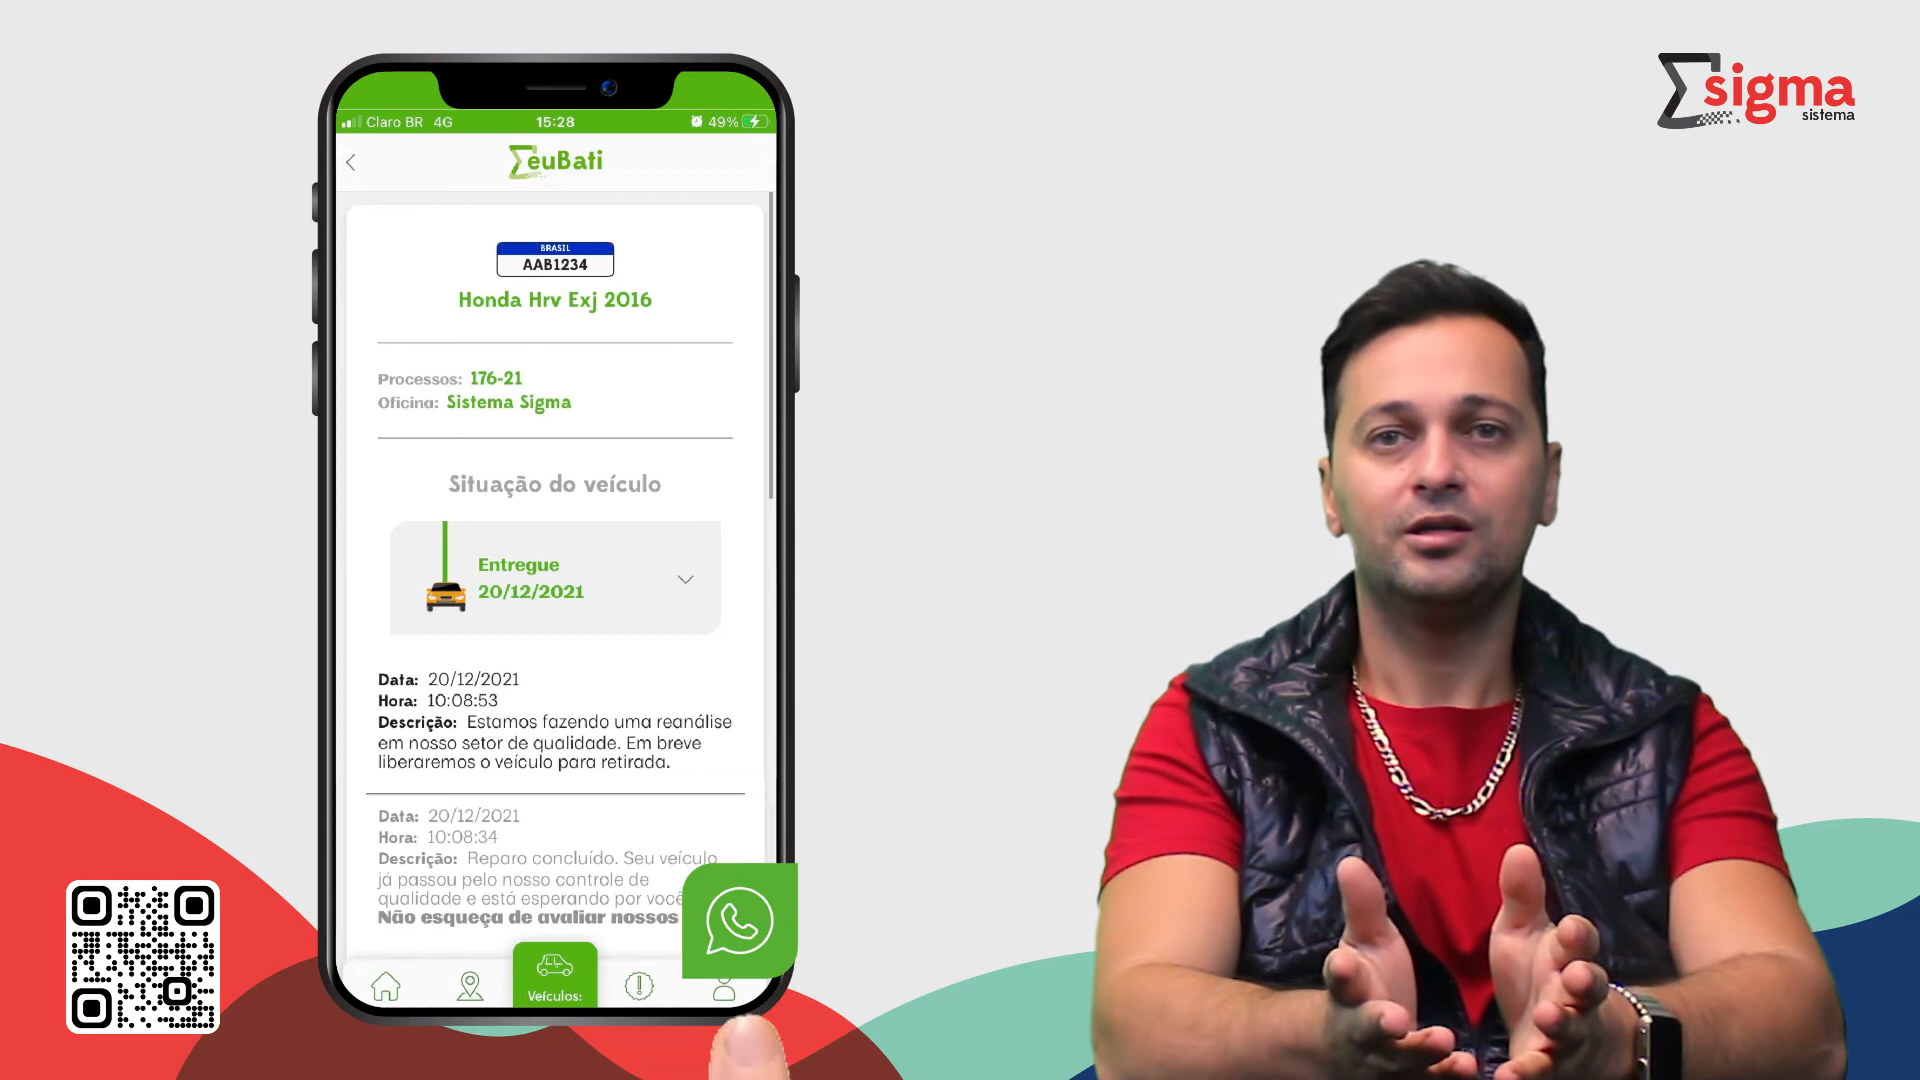 sigma
sistema
Claro BR 4G 15:28 49%
euBati
BRASIL
AAB1234
Honda Hrv Exj 2016
Processos: 176-21
Oficina: Sistema Sigma
Situação do veículo
Entregue
20/12/2021
Data: 20/12/2021
Hora: 10:08:53
Descrição: Estamos fazendo uma reanálise
em nosso setor de qualidade. Em breve
liberaremos o veículo para retirada.
Data: 20/12/2021
Hora: 10:08:34
Descrição: Reparo concluído. Seu veículo
já passou pelo nosso controle de
qualidade e está esperando por você
Não esqueça de avaliar nossos
Veículos: